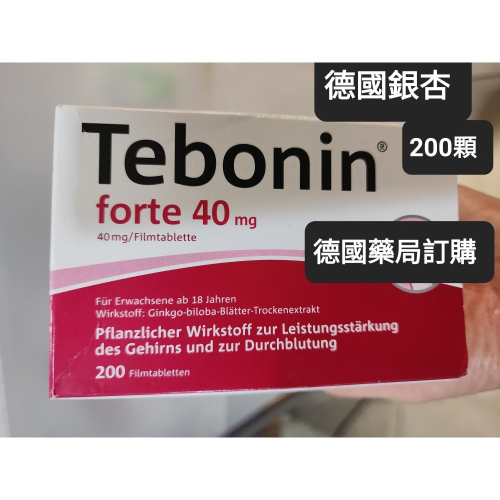 德國銀杏
200顆
Tebonin®
forte 40 mg
40 mg/Filmtablette
德國藥局訂購
Für Erwachsene ab 18 Jahren
Wirkstoff: Ginkgo-biloba-Blätter-Trockenextrakt
Pflanzlicher Wirkstoff zur Leistungsstärkung
des Gehirns und zur Durchblutung
200 Filmtabletten